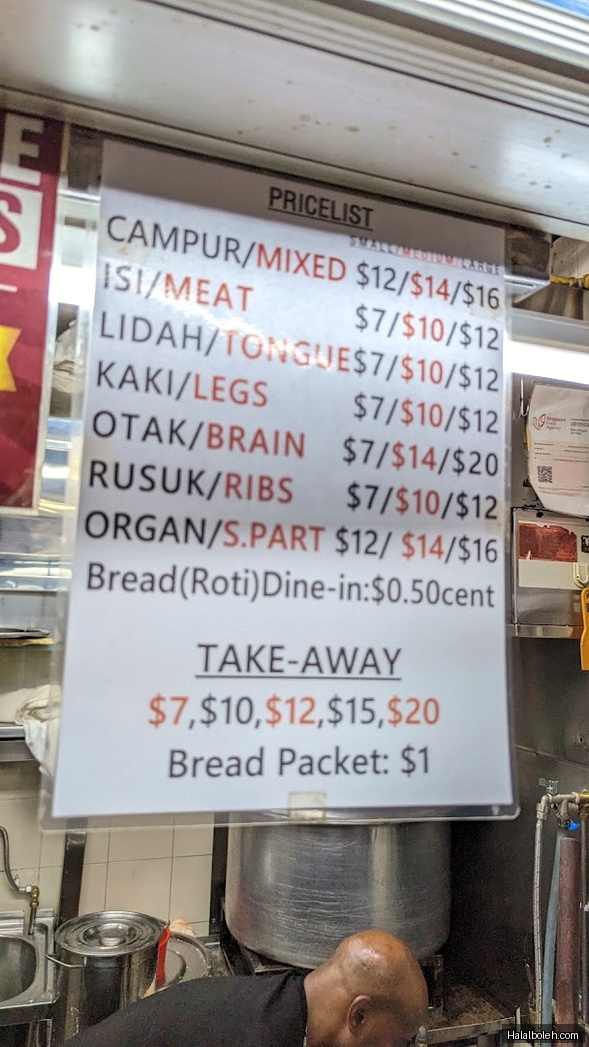 E
S
PRICELIST
SMALL/MEDIUM/LARGE
CAMPUR/MIXED $12/$14/$16
ISI/MEAT $7/$10/$12
LIDAH/TONGUE $7/$10/$12
KAKI/LEGS $7/$10/$12
OTAK/BRAIN $7/$14/$20
RUSUK/RIBS $7/$10/$12
ORGAN/S.PART $12/ $14/$16
Bread(Roti)Dine-in:$0.50cent
TAKE-AWAY
$7,$10,$12,$15,$20
Bread Packet: $1
Singapore
Food
Agency
Halalboleh.com